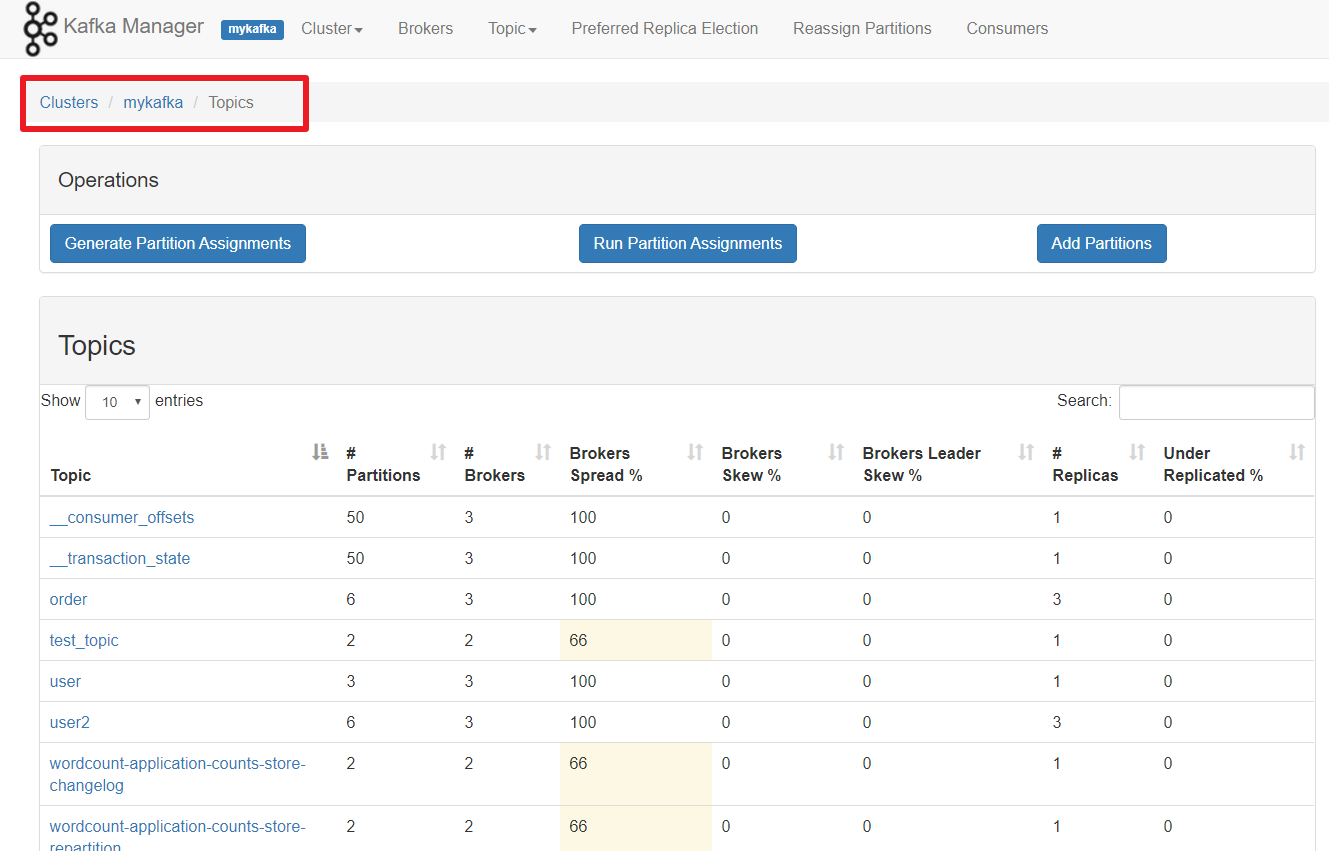 Kafka Manager mykafka Cluster Brokers Topic Preferred Replica Election Reassign Partitions Consumers
Clusters / mykafka / Topics
Operations
Generate Partition Assignments Run Partition Assignments Add Partitions
Topics
Show 10 entries Search:
# # Brokers Brokers Brokers Leader # Under
Topic Partitions Brokers Spread % Skew % Skew % Replicas Replicated %
__consumer_offsets 50 3 100 0 0 1 0
__transaction_state 50 3 100 0 0 1 0
order 6 3 100 0 0 3 0
test_topic 2 2 66 0 0 1 0
user 3 3 100 0 0 1 0
user2 6 3 100 0 0 3 0
wordcount-application-counts-store- 2 2 66 0 0 1 0
changelog
wordcount-application-counts-store- 2 2 66 0 0 1 0
repartition